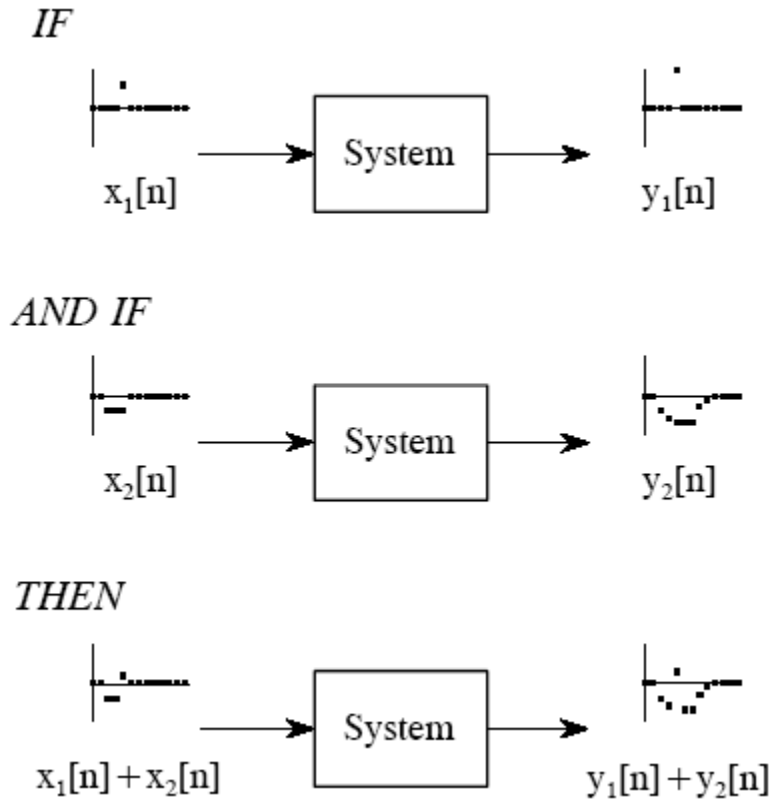 IF
System
x₁[n]
y₁[n]
AND IF
System
x₂[n]
y₂[n]
THEN
System
x₁[n]+x₂[n]
y₁[n]+y₂[n]